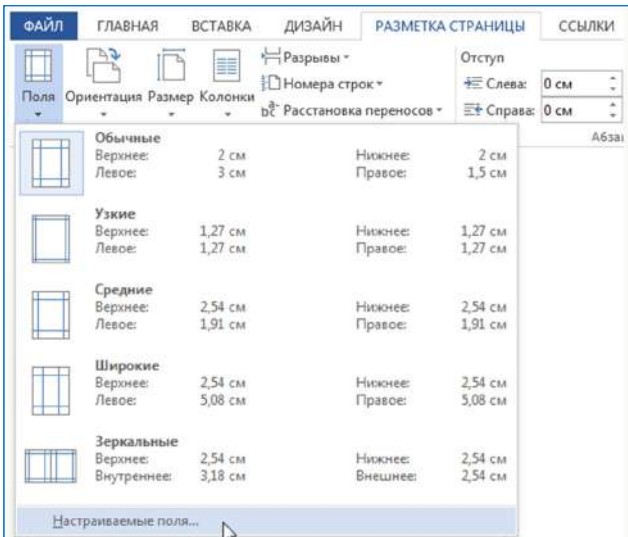 ФАЙЛ ГЛАВНАЯ ВСТАВКА ДИЗАЙН РАЗМЕТКА СТРАНИЦЫ ССЫЛКИ
Поля Ориентация Размер Колонки
Разрывы
Номера строк
Расстановка переносов
Отступ
Слева: 0 см
Справа: 0 см
Обычные
Верхнее: 2 см Нижнее: 2 см
Левое: 3 см Правое: 1,5 см
Узкие
Верхнее: 1,27 см Нижнее: 1,27 см
Левое: 1,27 см Правое: 1,27 см
Средние
Верхнее: 2,54 см Нижнее: 2,54 см
Левое: 1,91 см Правое: 1,91 см
Широкие
Верхнее: 2,54 см Нижнее: 2,54 см
Левое: 5,08 см Правое: 5,08 см
Зеркальные
Верхнее: 2,54 см Нижнее: 2,54 см
Внутреннее: 3,18 см Внешнее: 2,54 см
Настраиваемые поля...